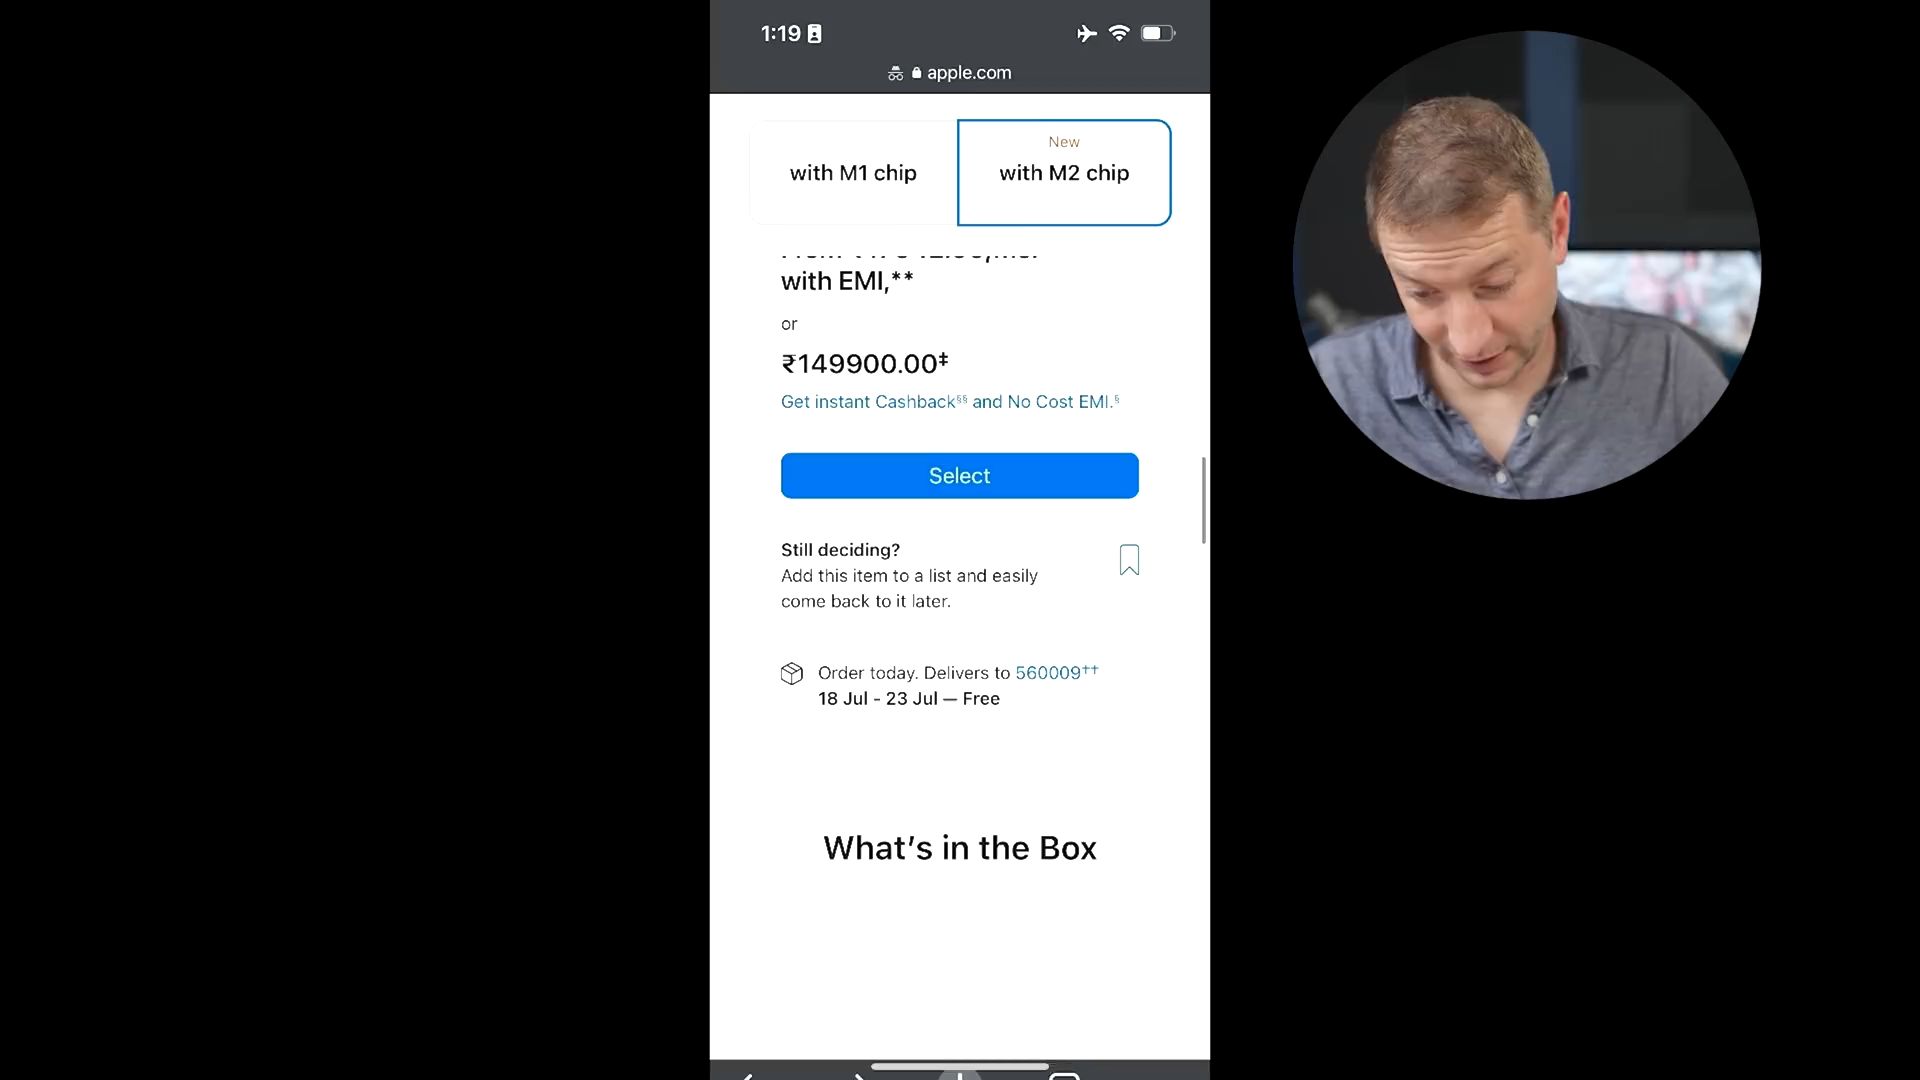 1:19
apple.com
with M1 chip
New
with M2 chip
with EMI,**
or
₹149900.00‡
Get instant Cashback§§ and No Cost EMI.§
Select
Still deciding?
Add this item to a list and easily
come back to it later.
Order today. Delivers to 560009††
18 Jul - 23 Jul — Free
What’s in the Box